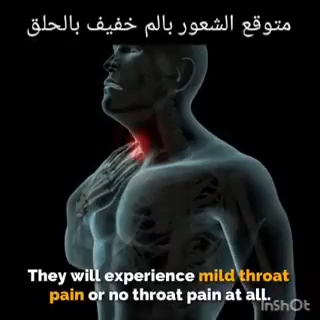 متوقع الشعور بالم خفيف بالحلق
They will experience mild throat
pain or no throat pain at all.
InShOt